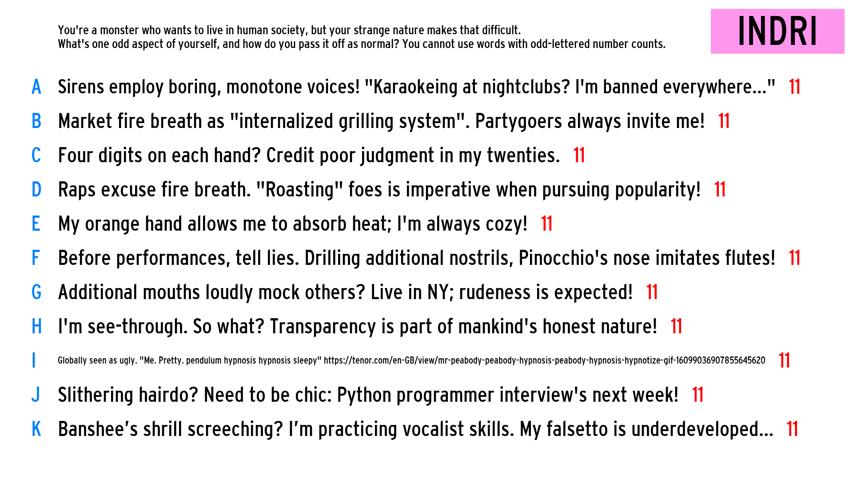 You're a monster who wants to live in human society, but your strange nature makes that difficult.
What's one odd aspect of yourself, and how do you pass it off as normal? You cannot use words with odd-lettered number counts.
INDRI
A Sirens employ boring, monotone voices! "Karaokeing at nightclubs? I'm banned everywhere..." 11
B Market fire breath as "internalized grilling system". Partygoers always invite me! 11
C Four digits on each hand? Credit poor judgment in my twenties. 11
D Raps excuse fire breath. "Roasting" foes is imperative when pursuing popularity! 11
E My orange hand allows me to absorb heat; I'm always cozy! 11
F Before performances, tell lies. Drilling additional nostrils, Pinocchio's nose imitates flutes! 11
G Additional mouths loudly mock others? Live in NY; rudeness is expected! 11
H I'm see-through. So what? Transparency is part of mankind's honest nature! 11
I Globally seen as ugly. "Me. Pretty. pendulum hypnosis hypnosis sleepy" https://tenor.com/en-GB/view/mr-peabody-peabody-hypnosis-peabody-hypnosis-hypnotize-gif-16099036907855645620 11
J Slithering hairdo? Need to be chic: Python programmer interview's next week! 11
K Banshee’s shrill screeching? I’m practicing vocalist skills. My falsetto is underdeveloped... 11